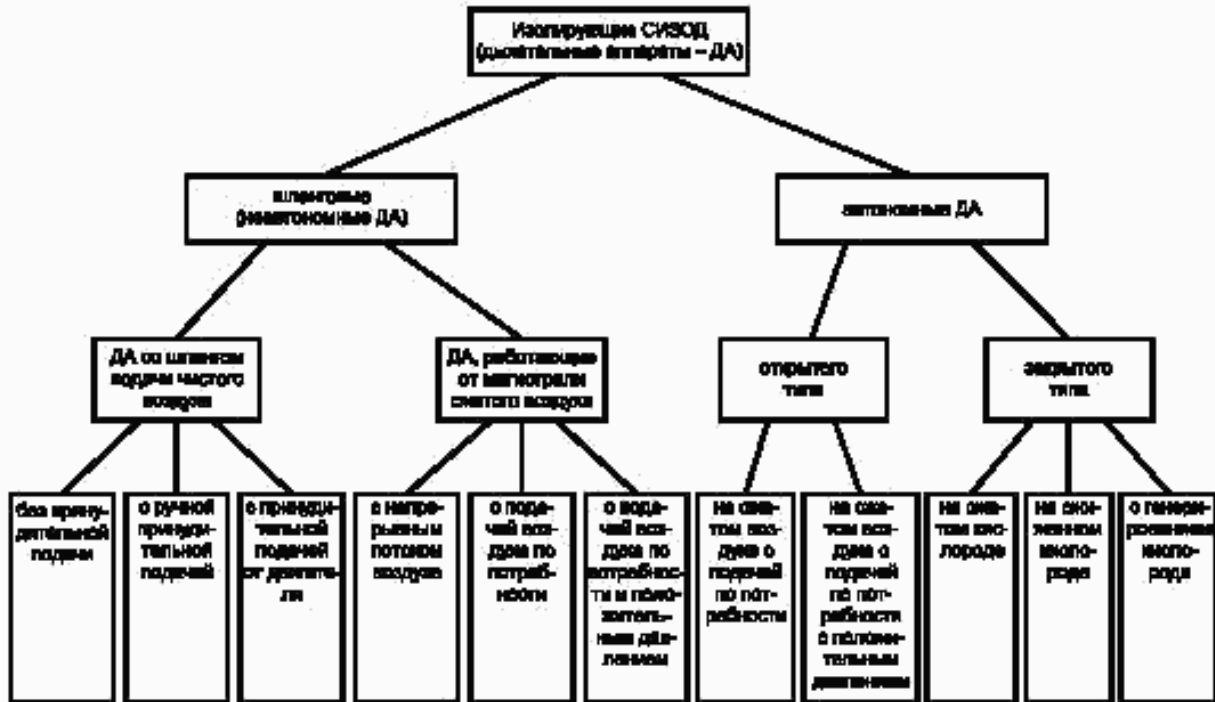 Изолирующие СИЗОД
(дыхательные аппараты – ДА)
шланговые
(неавтономные ДА)
автономные ДА
ДА со шлангом
подачи чистого
воздуха
ДА, работающие
от магистрали
сжатого воздуха
открытого
типа
закрытого
типа
без прину-
дительной
подачи
с ручной
принуди-
тельной
подачей
с принуди-
тельной
подачей
от двигате-
ля
с непре-
рывным
потоком
воздуха
с пода-
чей воз-
духа по
потреб-
ности
с пода-
чей воз-
духа по
потребнос-
ти и поло-
житель-
ным дав-
лением
на сжа-
том воз-
духе с
подачей
по пот-
ребности
на сжа-
том воз-
духе с
подачей
по пот-
ребности
с положи-
тельным
давлением
на сжа-
том кис-
лороде
на сжи-
женном
кисло-
роде
с генери-
рованием
кисло-
рода